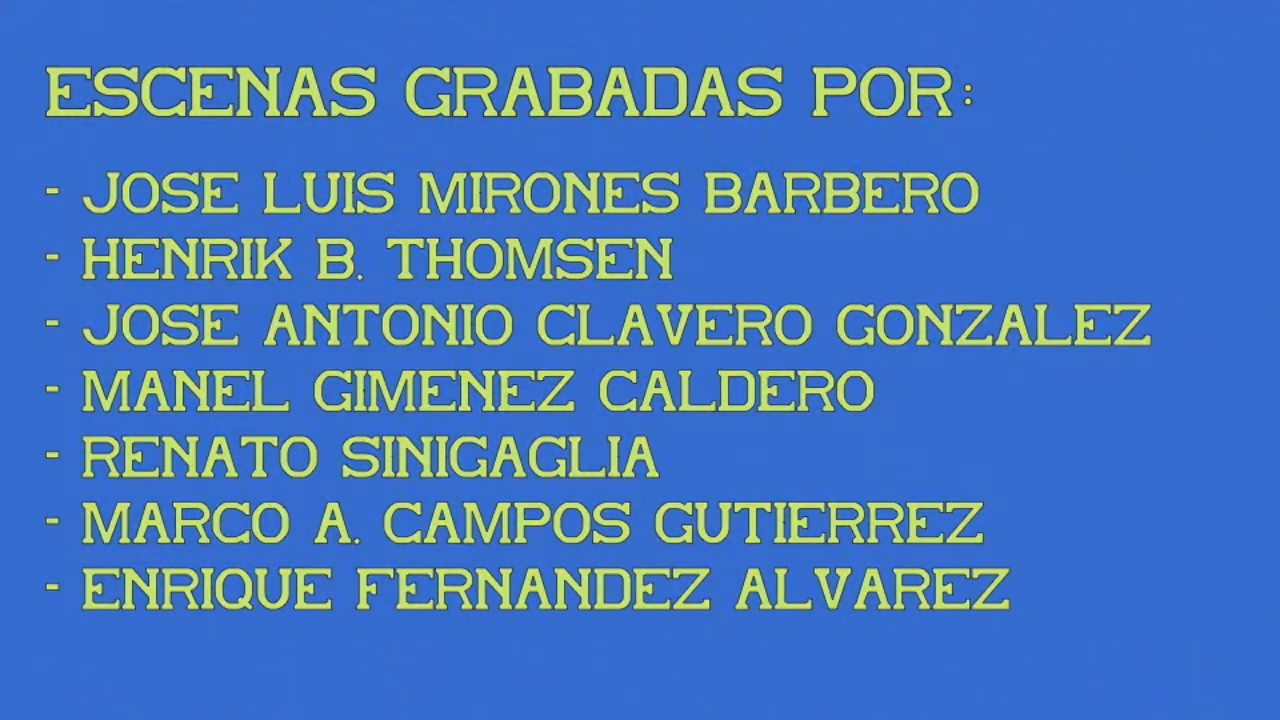 ESCENAS GRABADAS POR:
- JOSE LUIS MIRONES BARBERO
- HENRIK B. THOMSEN
- JOSE ANTONIO CLAVERO GONZALEZ
- MANEL GIMENEZ CALDERO
- RENATO SINIGAGLIA
- MARCO A. CAMPOS GUTIERREZ
- ENRIQUE FERNANDEZ ALVAREZ